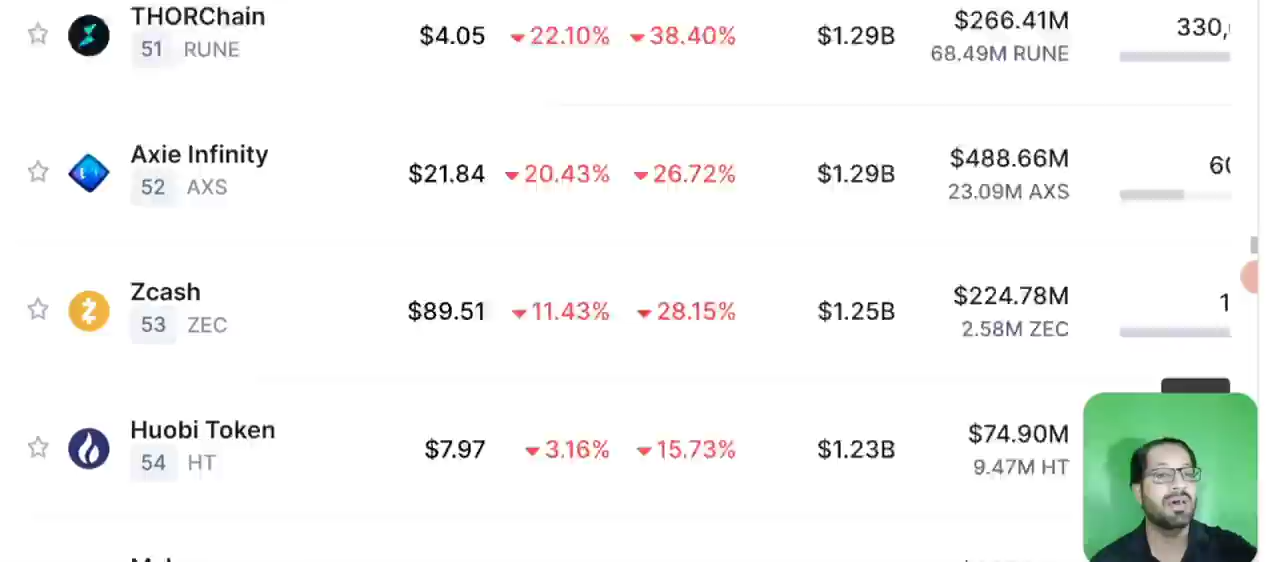 THORChain
51 RUNE
$4.05 22.10% 38.40% $1.29B $266.41M
68.49M RUNE
Axie Infinity
52 AXS
$21.84 20.43% 26.72% $1.29B $488.66M
23.09M AXS
Zcash
53 ZEC
$89.51 11.43% 28.15% $1.25B $224.78M
2.58M ZEC
Huobi Token
54 HT
$7.97 3.16% 15.73% $1.23B $74.90M
9.47M HT